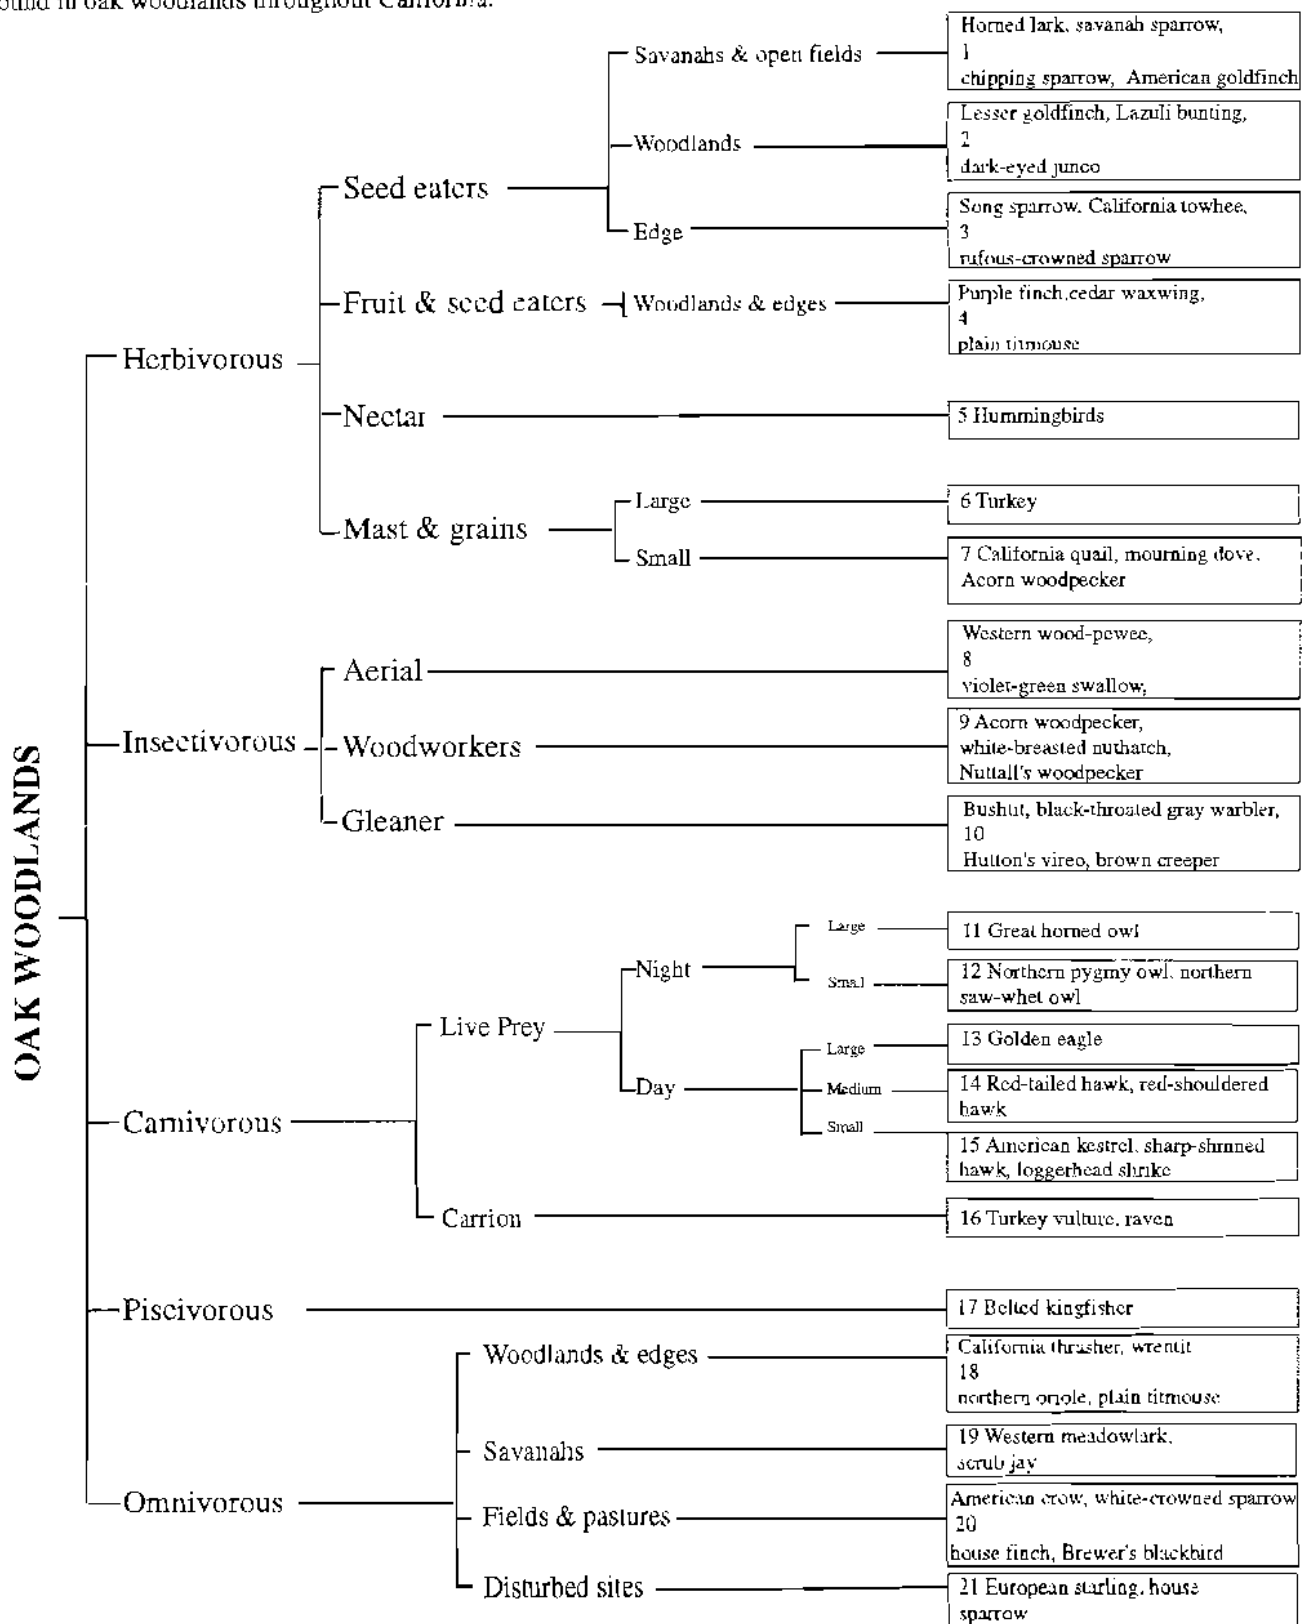 ound in oak woodlands throughout California.
OAK WOODLANDS
Herbivorous
Seed eaters
Savanahs & open fields
Horned lark, savanah sparrow,
1
chipping sparrow, American goldfinch
Woodlands
Lesser goldfinch, Lazuli bunting,
2
dark-eyed junco
Edge
Song sparrow, California towhee,
3
rufous-crowned sparrow
Fruit & seed eaters
Woodlands & edges
Purple finch,cedar waxwing,
4
plain titmouse
Nectar
5 Hummingbirds
Mast & grains
Large
6 Turkey
Small
7 California quail, mourning dove,
Acorn woodpecker
Insectivorous
Aerial
Western wood-pewee,
8
violet-green swallow,
Woodworkers
9 Acorn woodpecker,
white-breasted nuthatch,
Nuttall's woodpecker
Gleaner
Bushtit, black-throated gray warbler,
10
Hutton's vireo, brown creeper
Carnivorous
Live Prey
Night
Large
11 Great horned owl
Small
12 Northern pygmy owl, northern
saw-whet owl
Day
Large
13 Golden eagle
Medium
14 Red-tailed hawk, red-shouldered
hawk
Small
15 American kestrel, sharp-shinned
hawk, loggerhead shrike
Carrion
16 Turkey vulture, raven
Piscivorous
17 Belted kingfisher
Omnivorous
Woodlands & edges
California thrasher, wrentit
18
northern oriole, plain titmouse
Savanahs
19 Western meadowlark,
scrub jay
Fields & pastures
American crow, white-crowned sparrow
20
house finch, Brewer's blackbird
Disturbed sites
21 European starling, house
sparrow